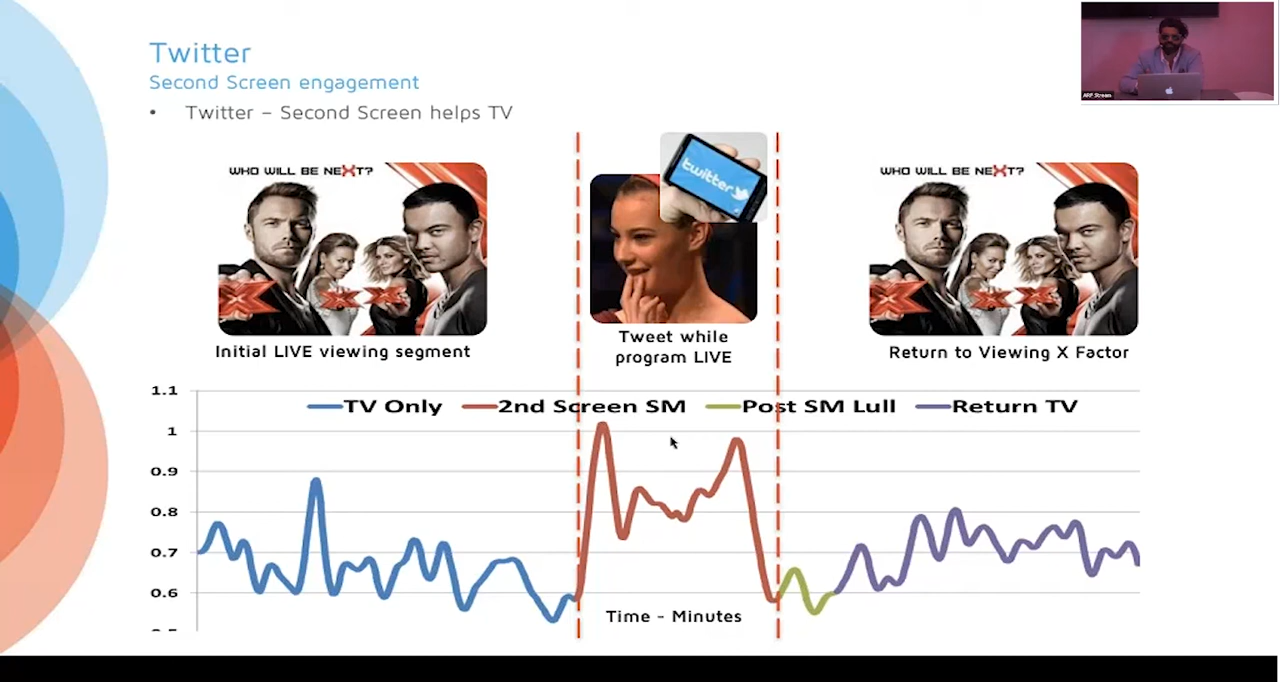 Twitter
Second Screen engagement
• Twitter – Second Screen helps TV
ARF Stream
WHO WILL BE NEXT?
twitter
WHO WILL BE NEXT?
X X X
X X X
Initial LIVE viewing segment
Tweet while
program LIVE
Return to Viewing X Factor
1.1
TV Only 2nd Screen SM Post SM Lull Return TV
1
0.9
0.8
0.7
0.6
Time - Minutes